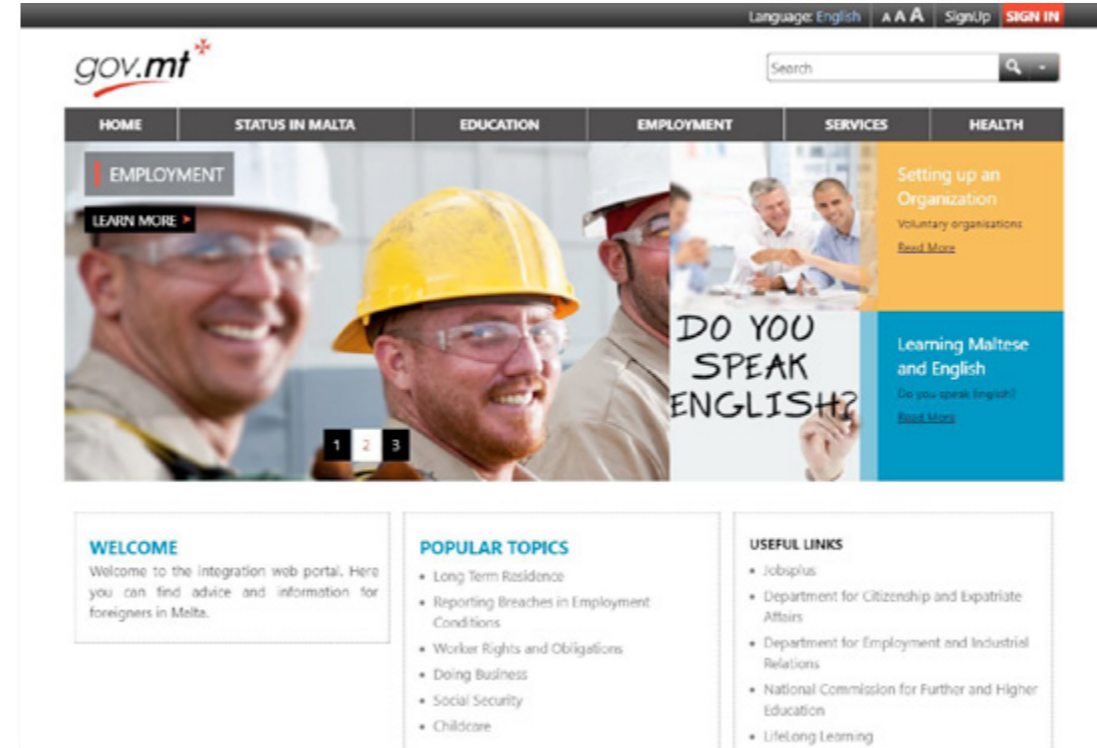 Language: English A A A SignUp SIGN IN
gov.mt
Search
HOME STATUS IN MALTA EDUCATION EMPLOYMENT SERVICES HEALTH
EMPLOYMENT
LEARN MORE
1 2 3
DO YOU
SPEAK
ENGLISH?
Setting up an
Organization
Voluntary organisations
Read More
Learning Maltese
and English
Do you speak English?
Read More
WELCOME
Welcome to the integration web portal. Here
you can find advice and information for
foreigners in Malta.
POPULAR TOPICS
• Long Term Residence
• Reporting Breaches in Employment
Conditions
• Worker Rights and Obligations
• Doing Business
• Social Security
• Childcare
USEFUL LINKS
• Jobsplus
• Department for Citizenship and Expatriate
Affairs
• Department for Employment and Industrial
Relations
• National Commission for Further and Higher
Education
• LifeLong Learning